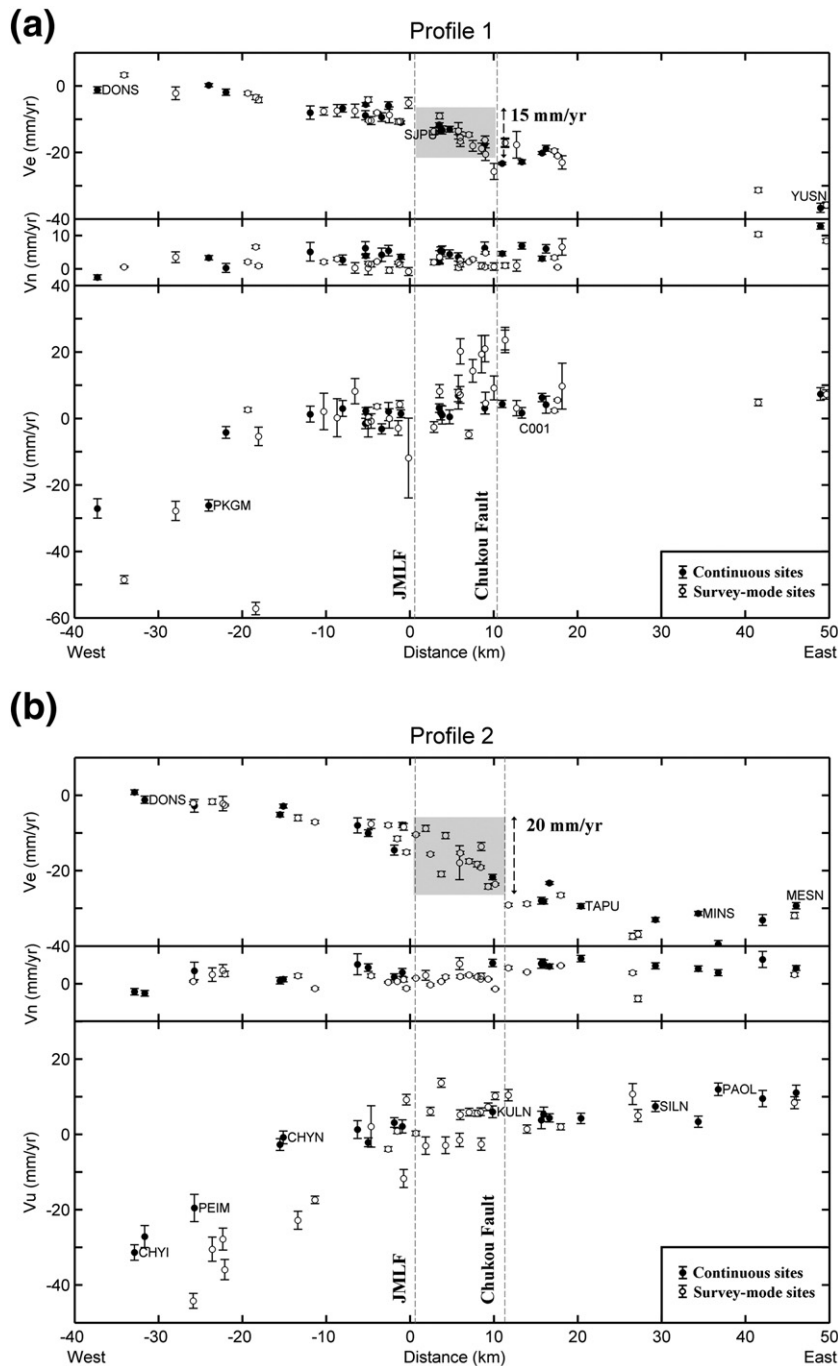 (a)
Profile 1
Ve (mm/yr)
0
-20
-40
DONS
SJPU
15 mm/yr
YUSN
Vn (mm/yr)
10
0
40
Vu (mm/yr)
20
0
-20
-40
-60
PKGM
C001
JMLF
Chukou Fault
Continuous sites
Survey-mode sites
-40 -30 -20 -10 0 10 20 30 40 50
West Distance (km) East
(b)
Profile 2
Ve (mm/yr)
0
-20
-40
DONS
20 mm/yr
TAPU
MINS
MESN
Vn (mm/yr)
0
Vu (mm/yr)
20
0
-20
-40
CHYN
PEIM
CHYI
KULN
SILN
PAOL
JMLF
Chukou Fault
Continuous sites
Survey-mode sites
-40 -30 -20 -10 0 10 20 30 40 50
West Distance (km) East